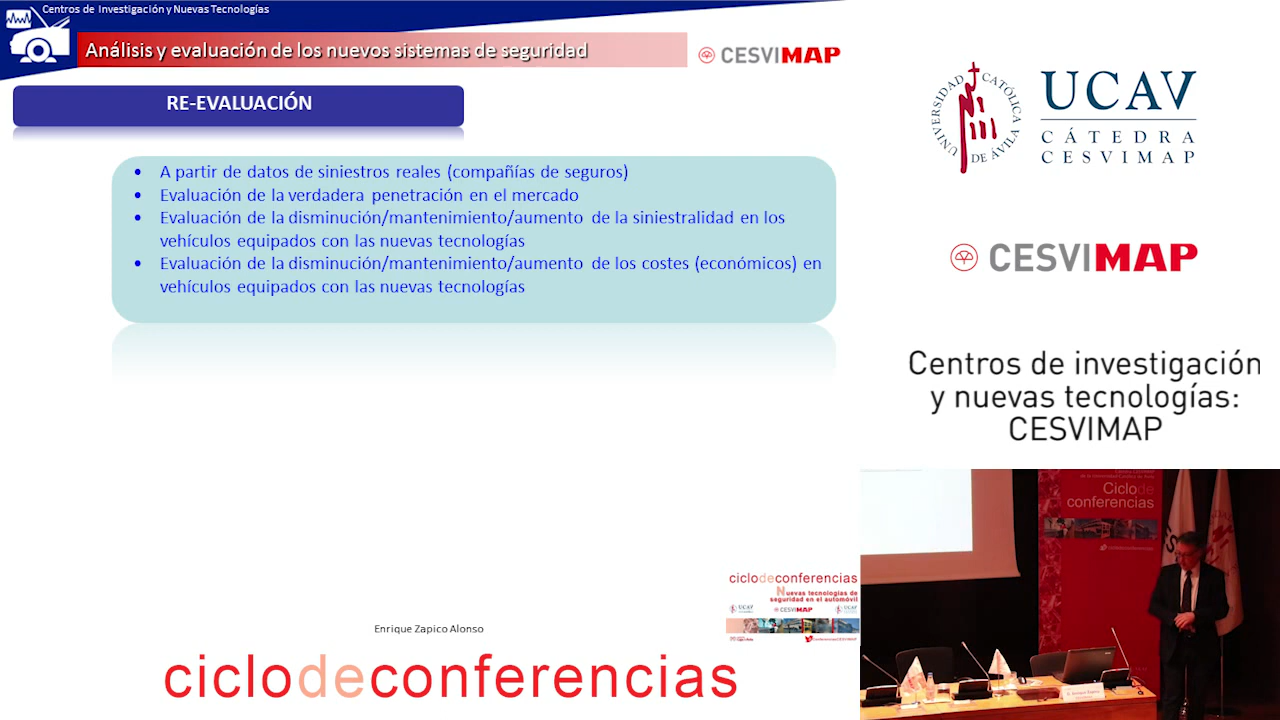 Centros de Investigación y Nuevas Tecnologías
Análisis y evaluación de los nuevos sistemas de seguridad
CESVIMAP
RE-EVALUACIÓN
• A partir de datos de siniestros reales (compañías de seguros)
• Evaluación de la verdadera penetración en el mercado
• Evaluación de la disminución/mantenimiento/aumento de la siniestralidad en los
vehículos equipados con las nuevas tecnologías
• Evaluación de la disminución/mantenimiento/aumento de los costes (económicos) en
vehículos equipados con las nuevas tecnologías
Enrique Zapico Alonso
ciclodeconferencias
ciclodeconferencias
Nuevas tecnologías de
seguridad en el automóvil
UCAV
CESVIMAP
UCAV
UNIVERSIDAD CATÓLICA
DE ÁVILA
UCAV
CÁTEDRA
CESVIMAP
CESVIMAP
Centros de investigación
y nuevas tecnologías:
CESVIMAP
Ciclode
conferencias